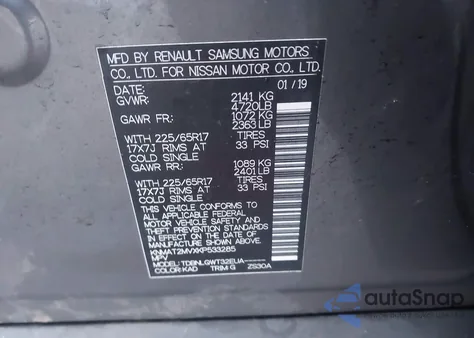 MFD BY RENAULT SAMSUNG MOTORS
CO., LTD. FOR NISSAN MOTOR CO., LTD.
DATE: 01/19
GVWR: 2141 KG
4720LB
GAWR FR: 1072 KG
2363LB
WITH 225/65R17 TIRES
17X7J RIMS AT 33 PSI
COLD SINGLE
GAWR RR: 1089 KG
2401LB
WITH 225/65R17 TIRES
17X7J RIMS AT 33 PSI
COLD SINGLE
THIS VEHICLE CONFORMS TO
ALL APPLICABLE FEDERAL
MOTOR VEHICLE SAFETY AND
THEFT PREVENTION STANDARDS
IN EFFECT ON THE DATE OF
MANUFACTURE SHOWN ABOVE.
KNMAT2MVXKP533285
MPV
MODEL: TDBNLGWT32EUA-----
COLOR:KAD TRIM G ZS30A
autoSnap